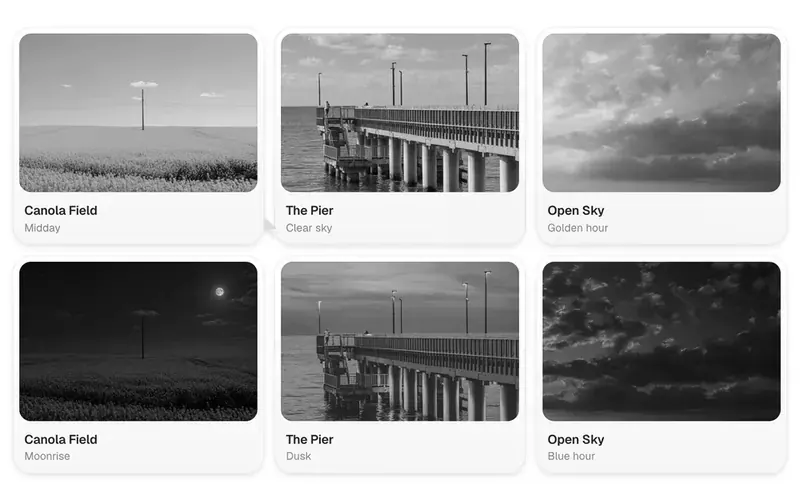 Canola Field
Midday
The Pier
Clear sky
Open Sky
Golden hour
Canola Field
Moonrise
The Pier
Dusk
Open Sky
Blue hour